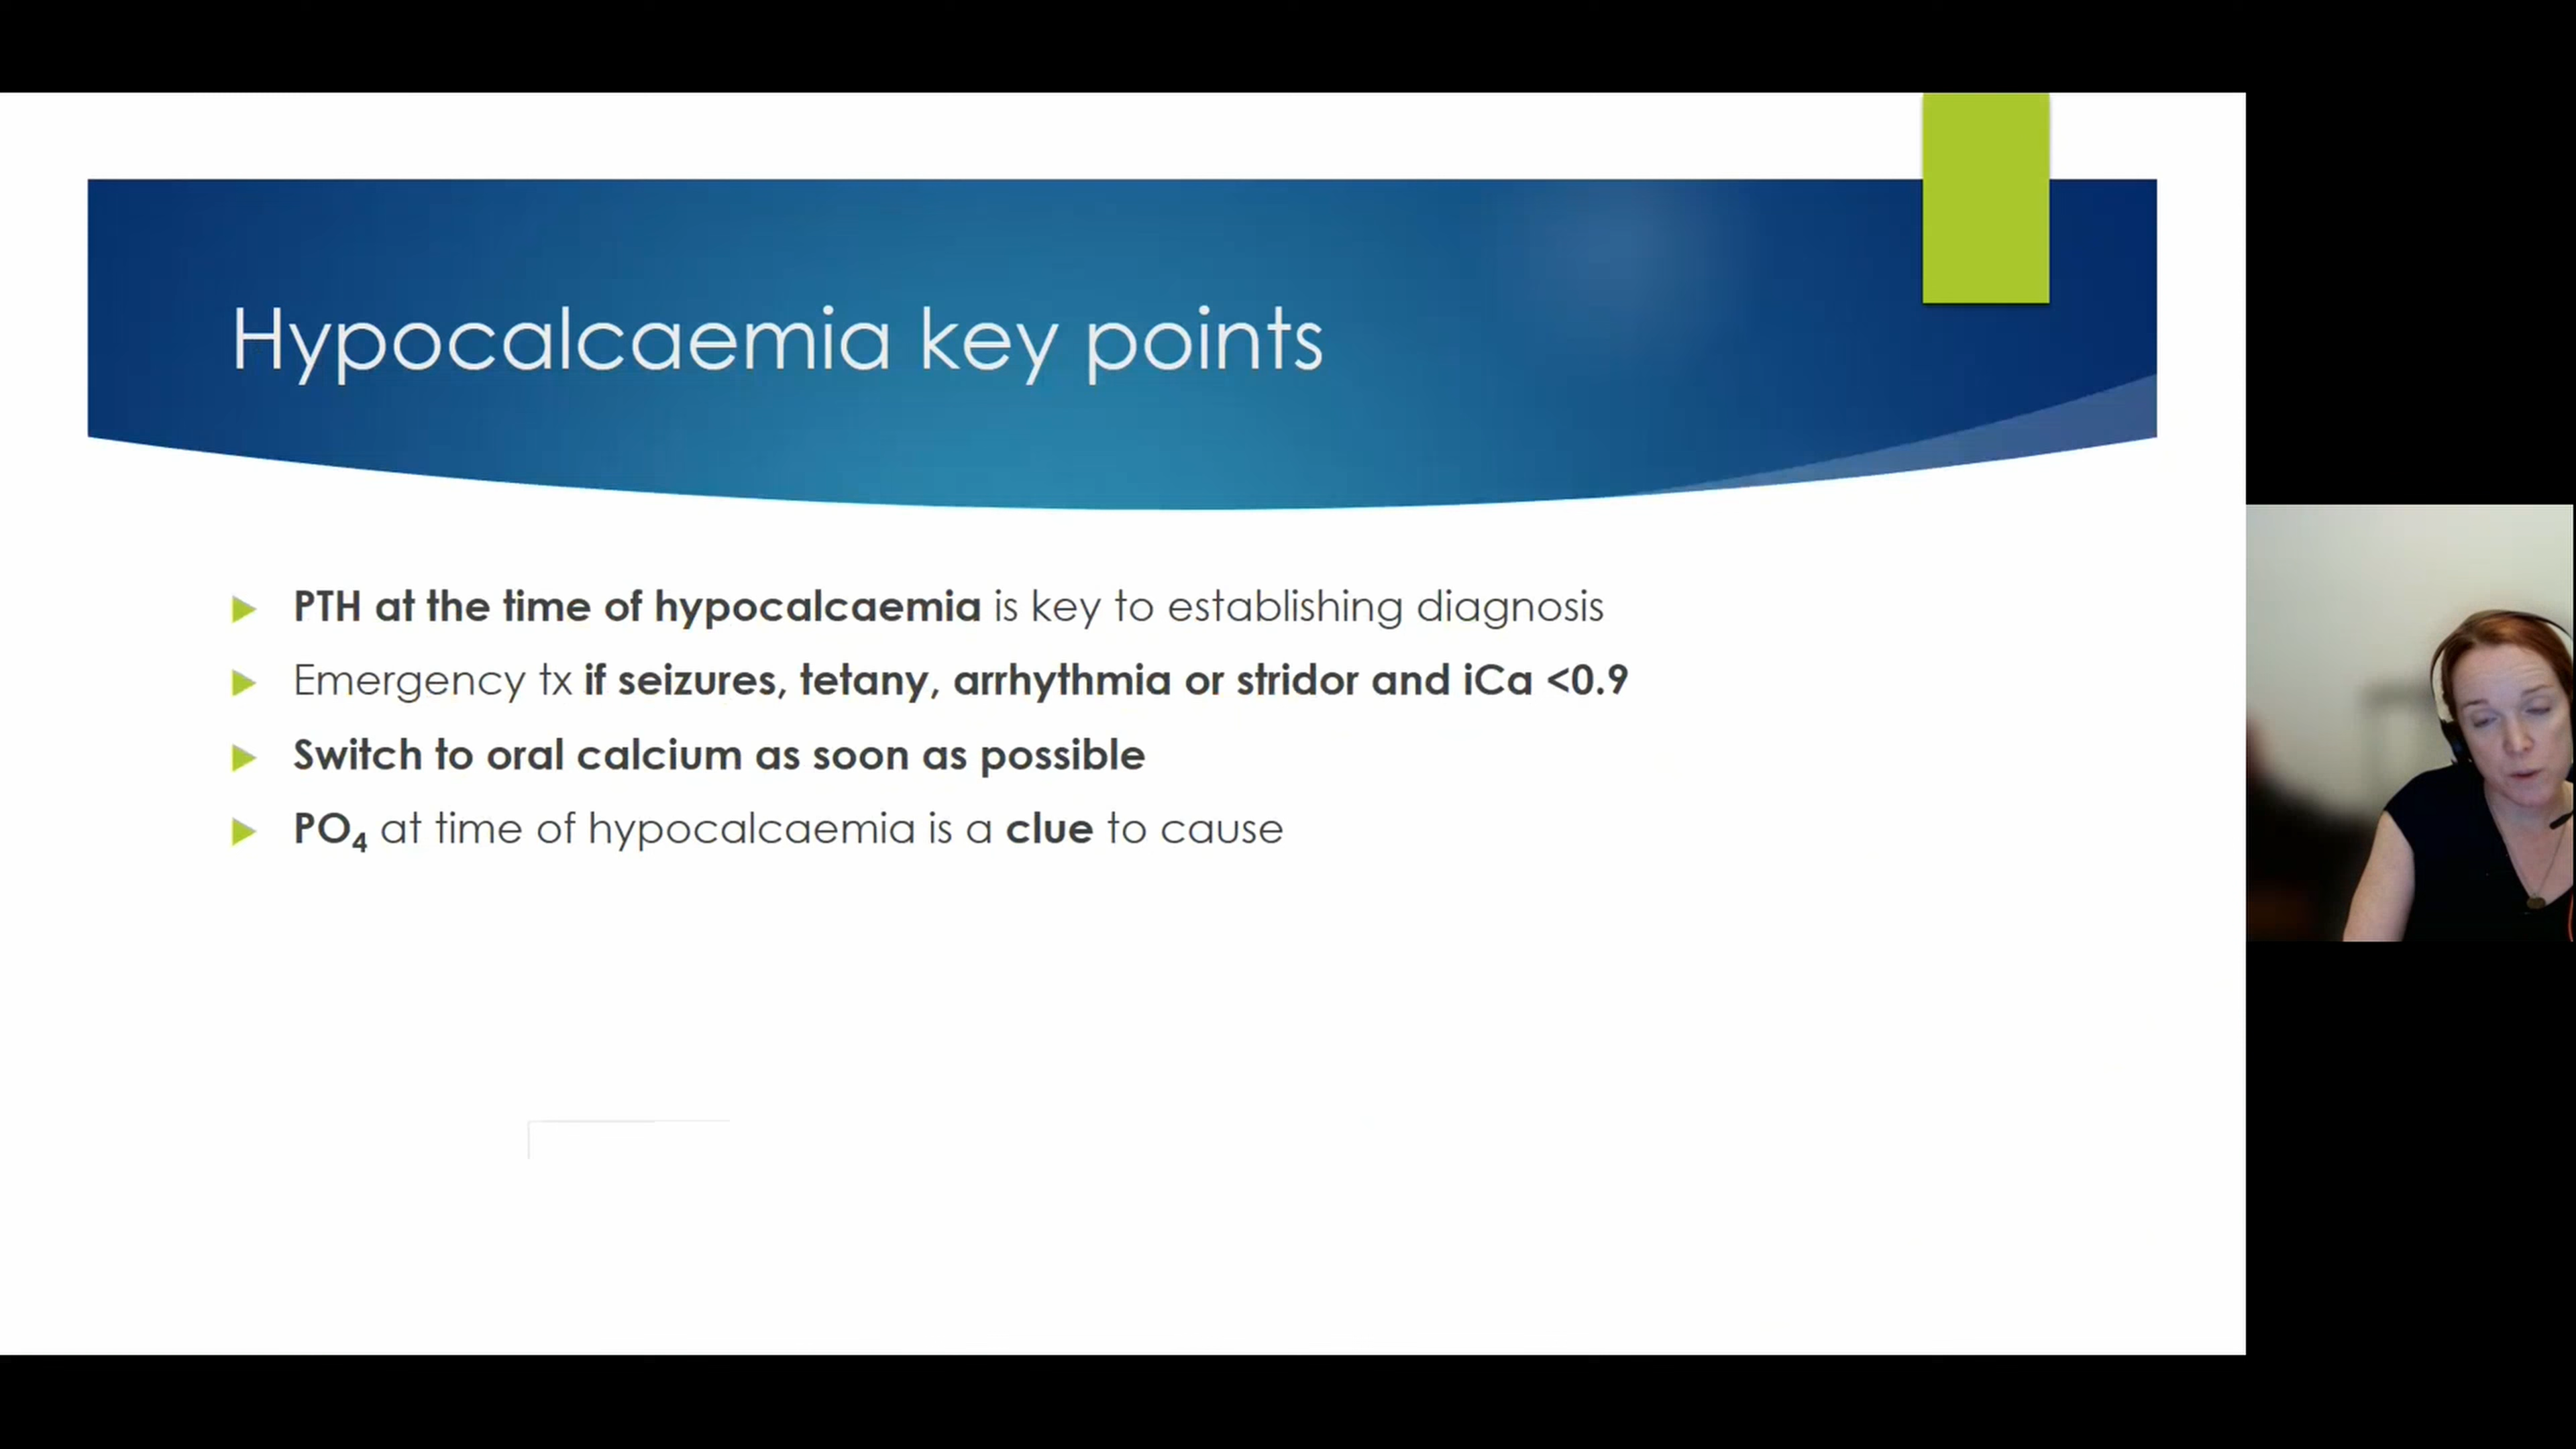 Hypocalcaemia key points
PTH at the time of hypocalcaemia is key to establishing diagnosis
Emergency tx if seizures, tetany, arrhythmia or stridor and iCa <0.9
Switch to oral calcium as soon as possible
PO₄ at time of hypocalcaemia is a clue to cause